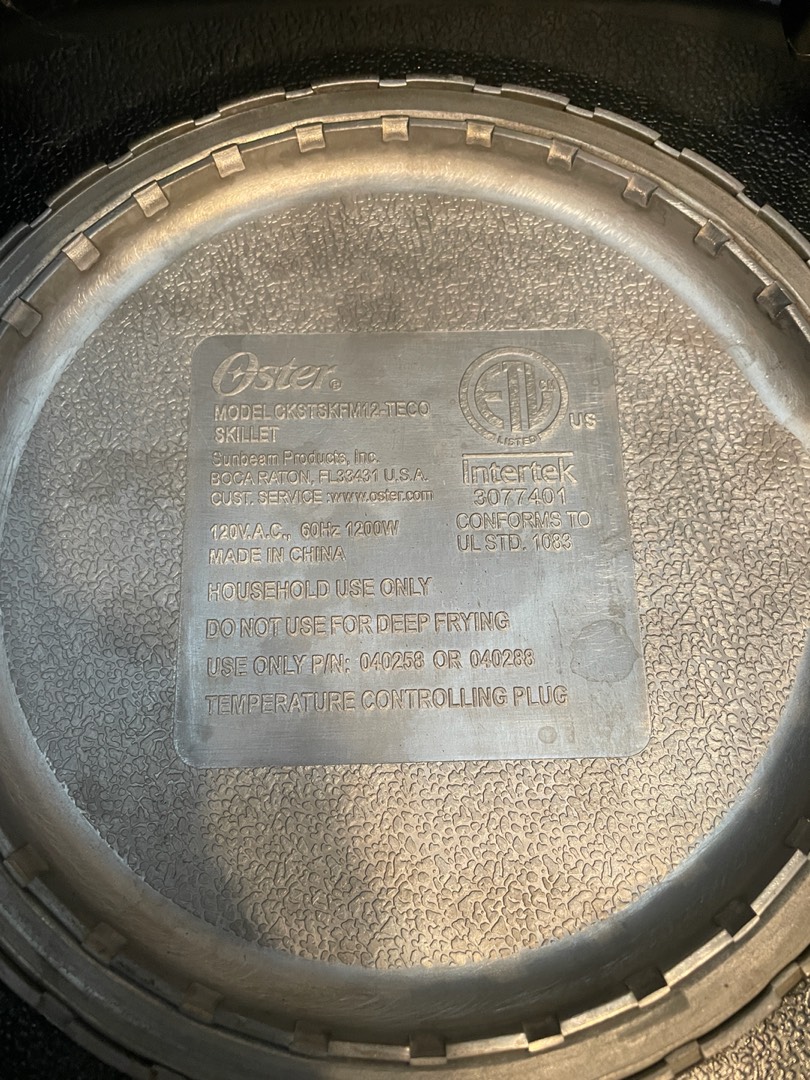 Oster®
MODEL CKSTSKFM12-TECO
SKILLET
Sunbeam Products, Inc.
BOCA RATON, FL33431 U.S.A.
CUST. SERVICE :www.oster.com
120V.A.C., 60Hz 1200W
MADE IN CHINA
ETL CM
LISTED
US
Intertek
3077401
CONFORMS TO
UL STD. 1083
HOUSEHOLD USE ONLY
DO NOT USE FOR DEEP FRYING
USE ONLY P/N: 040258 OR 040288
TEMPERATURE CONTROLLING PLUG